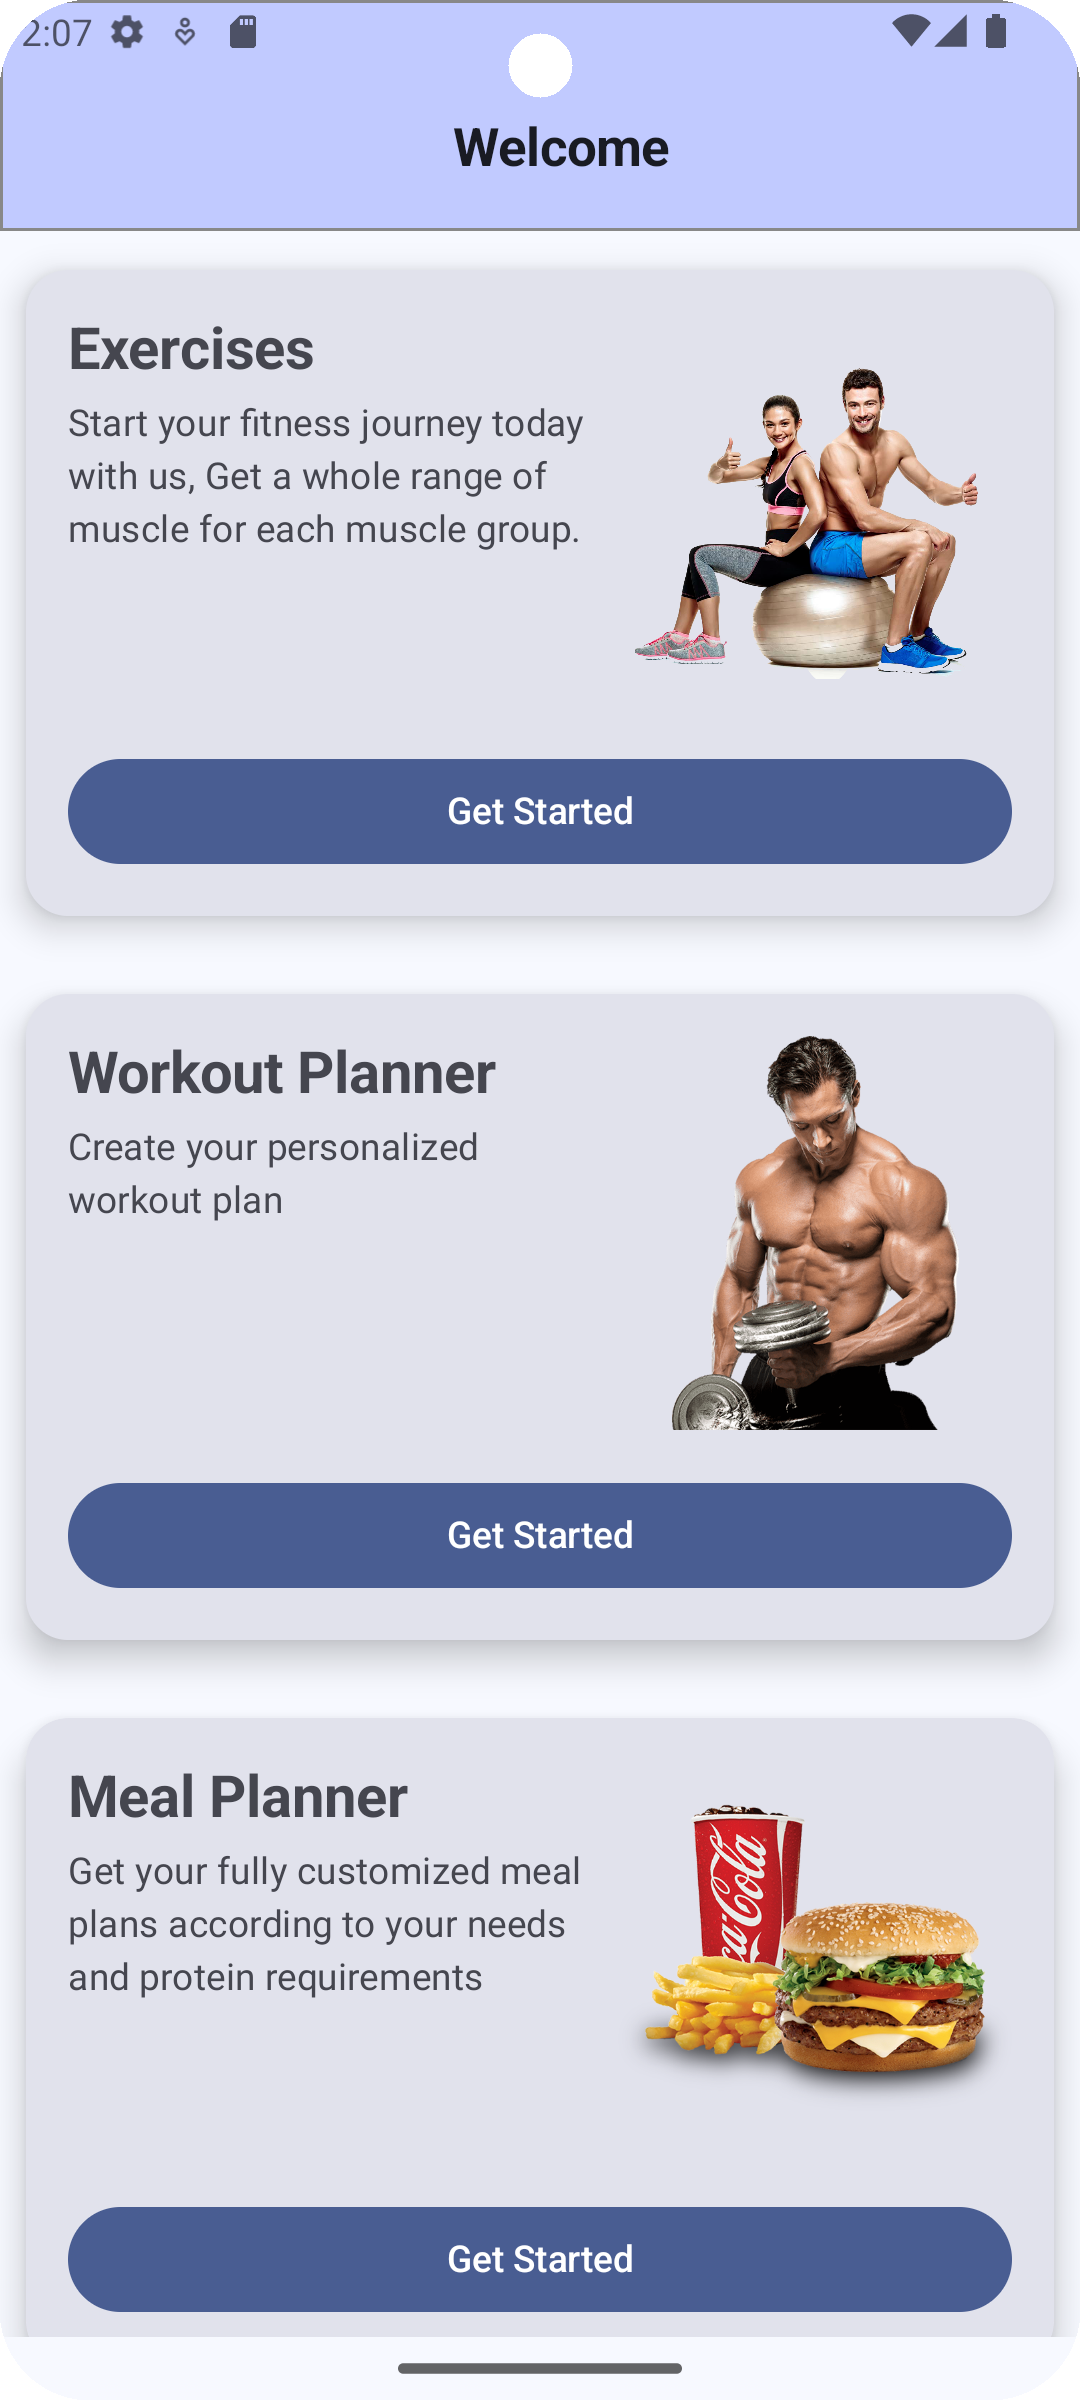 2:07
Welcome
Exercises
Start your fitness journey today
with us, Get a whole range of
muscle for each muscle group.
Get Started
Workout Planner
Create your personalized
workout plan
Get Started
Meal Planner
Get your fully customized meal
plans according to your needs
and protein requirements
ca-Cola
Get Started